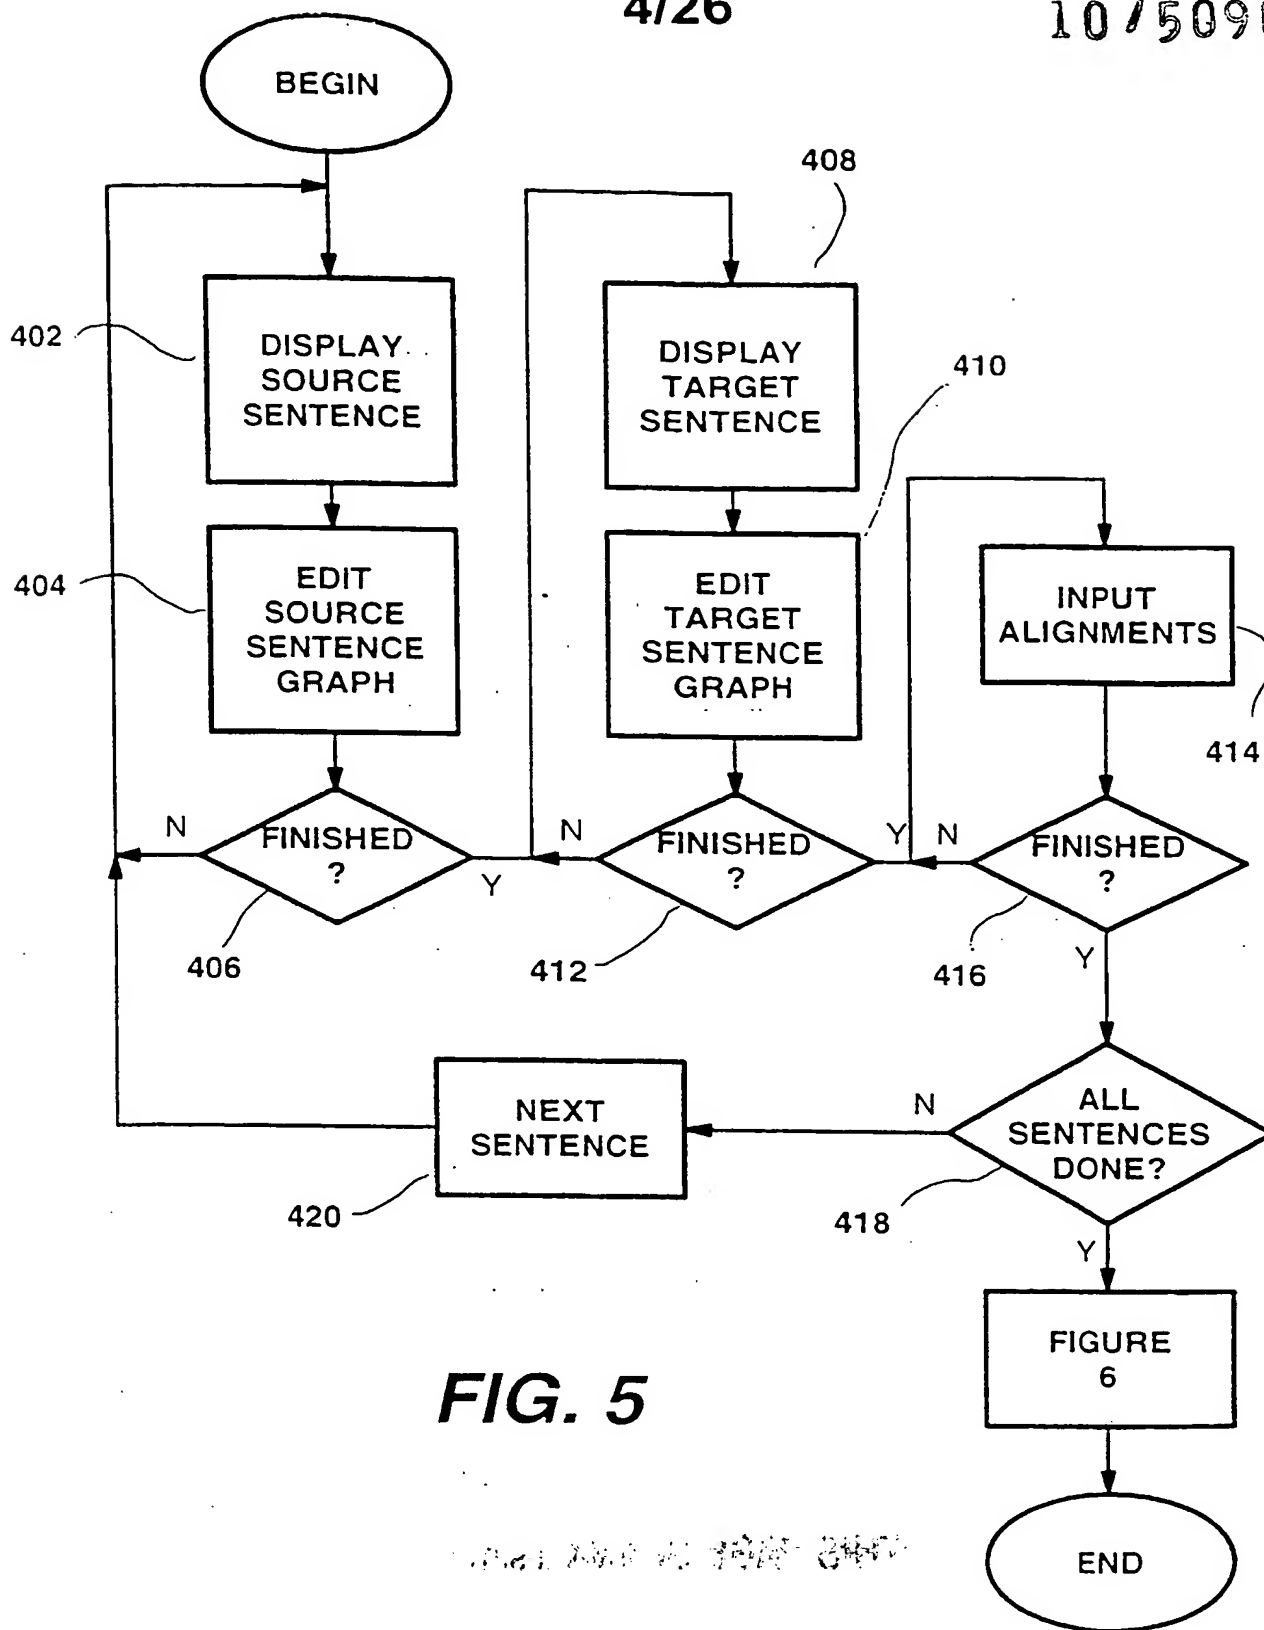 4/26
BEGIN
408
402
DISPLAY
SOURCE
SENTENCE
DISPLAY
TARGET
SENTENCE
410
404
EDIT
SOURCE
SENTENCE
GRAPH
EDIT
TARGET
SENTENCE
GRAPH
INPUT
ALIGNMENTS
414
N
FINISHED
?
Y
N
FINISHED
?
Y
N
FINISHED
?
406
412
416
Y
NEXT
SENTENCE
N
ALL
SENTENCES
DONE?
420
418
Y
FIGURE
6
FIG. 5
END